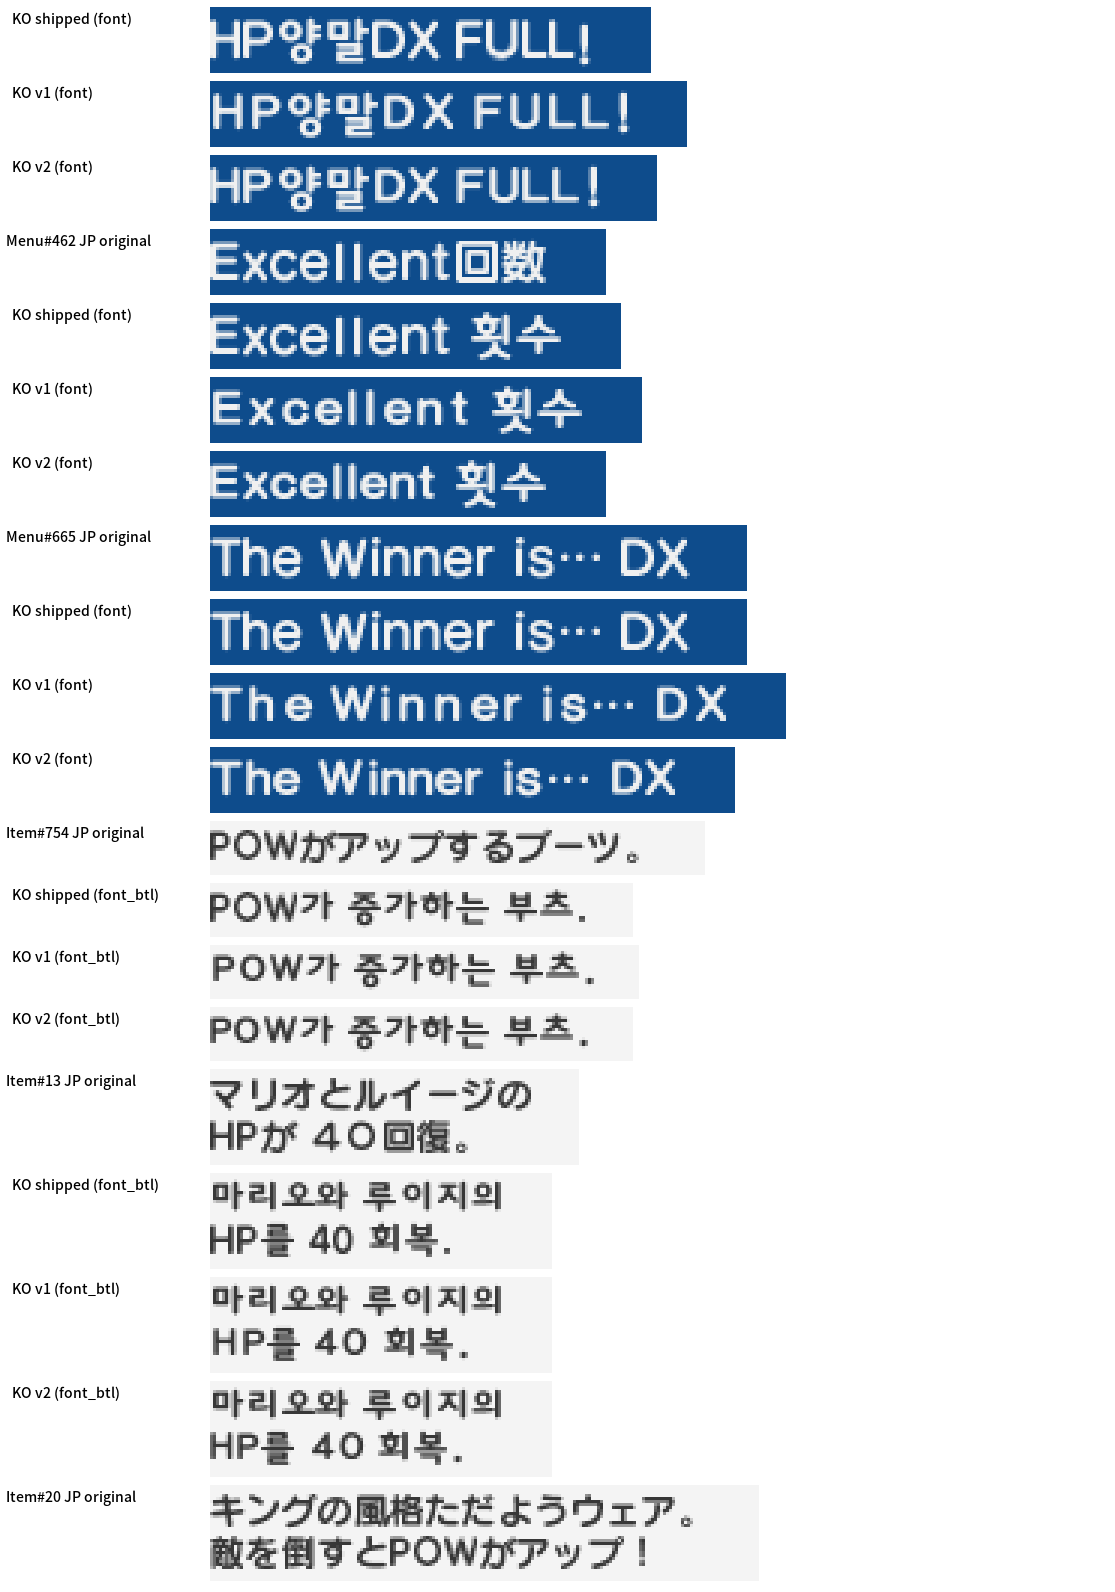 KO shipped (font)
HP양말DX FULL!
KO v1 (font)
HP양말DX FULL!
KO v2 (font)
HP양말DX FULL!
Menu#462 JP original
Excellent回数
KO shipped (font)
Excellent 횟수
KO v1 (font)
Excellent 횟수
KO v2 (font)
Excellent 횟수
Menu#665 JP original
The Winner is… DX
KO shipped (font)
The Winner is… DX
KO v1 (font)
The Winner is… DX
KO v2 (font)
The Winner is… DX
Item#754 JP original
POWがアップするブーツ。
KO shipped (font_btl)
POW가 증가하는 부츠.
KO v1 (font_btl)
POW가 증가하는 부츠.
KO v2 (font_btl)
POW가 증가하는 부츠.
Item#13 JP original
マリオとルイージの
HPが 40回復。
KO shipped (font_btl)
마리오와 루이지의
HP를 40 회복.
KO v1 (font_btl)
마리오와 루이지의
HP를 40 회복.
KO v2 (font_btl)
마리오와 루이지의
HP를 40 회복.
Item#20 JP original
キングの風格ただようウェア。
敵を倒すとPOWがアップ！